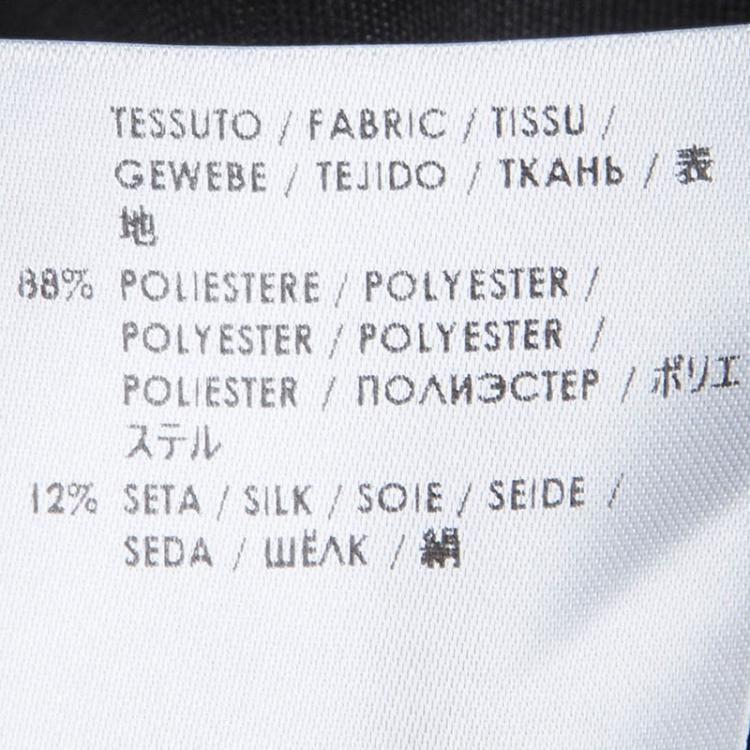 TESSUTO / FABRIC / TISSU /
GEWEBE / TEJIDO / ТКАНЬ / 表
地
88% POLIESTERE / POLYESTER /
POLYESTER / POLYESTER /
POLIESTER / ПОЛИЭСТЕР / ポリエ
ステル
12% SETA / SILK / SOIE / SEIDE /
SEDA / ШЁЛК / 絹